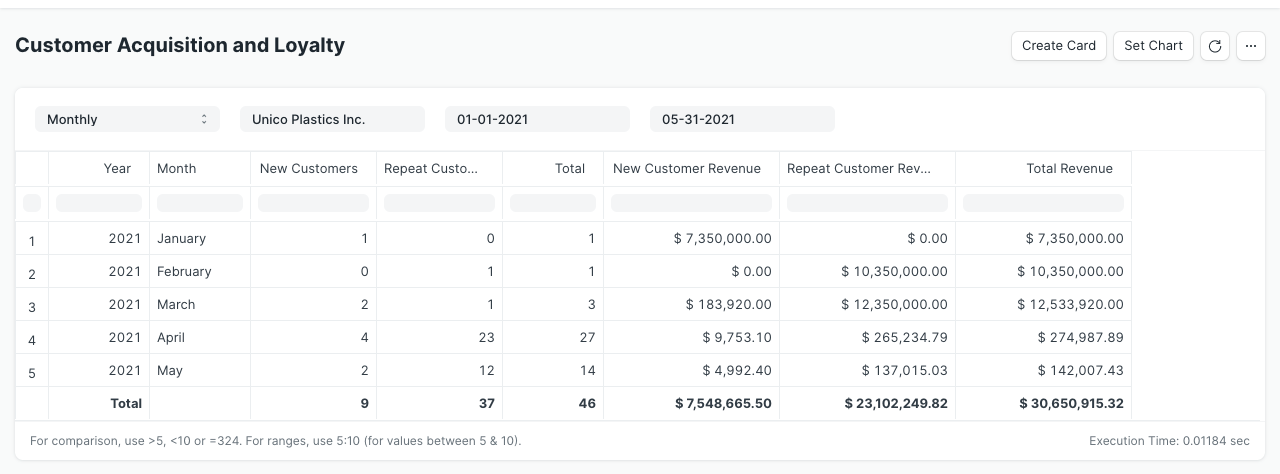 Customer Acquisition and Loyalty
Create Card
Set Chart
Monthly
Unico Plastics Inc.
01-01-2021
05-31-2021
Year Month New Customers Repeat Custo... Total New Customer Revenue Repeat Customer Rev... Total Revenue
1 2021 January 1 0 1 $ 7,350,000.00 $ 0.00 $ 7,350,000.00
2 2021 February 0 1 1 $ 0.00 $ 10,350,000.00 $ 10,350,000.00
3 2021 March 2 1 3 $ 183,920.00 $ 12,350,000.00 $ 12,533,920.00
4 2021 April 4 23 27 $ 9,753.10 $ 265,234.79 $ 274,987.89
5 2021 May 2 12 14 $ 4,992.40 $ 137,015.03 $ 142,007.43
Total 9 37 46 $ 7,548,665.50 $ 23,102,249.82 $ 30,650,915.32
For comparison, use >5, <10 or =324. For ranges, use 5:10 (for values between 5 & 10).
Execution Time: 0.01184 sec